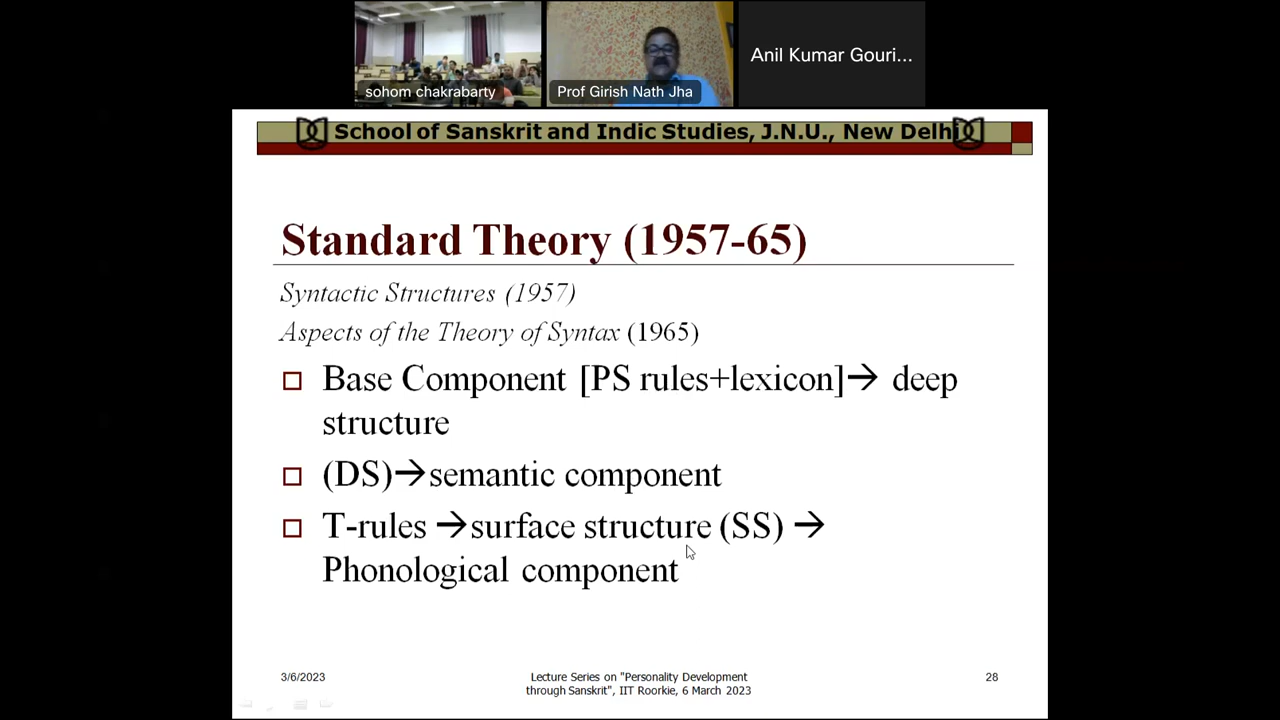 sohom chakrabarty
Prof Girish Nath Jha
Anil Kumar Gouri...
School of Sanskrit and Indic Studies, J.N.U., New Delhi
Standard Theory (1957-65)
Syntactic Structures (1957)
Aspects of the Theory of Syntax (1965)
Base Component [PS rules+lexicon]→ deep
structure
(DS)→semantic component
T-rules →surface structure (SS) →
Phonological component
3/6/2023
Lecture Series on "Personality Development
through Sanskrit", IIT Roorkie, 6 March 2023
28